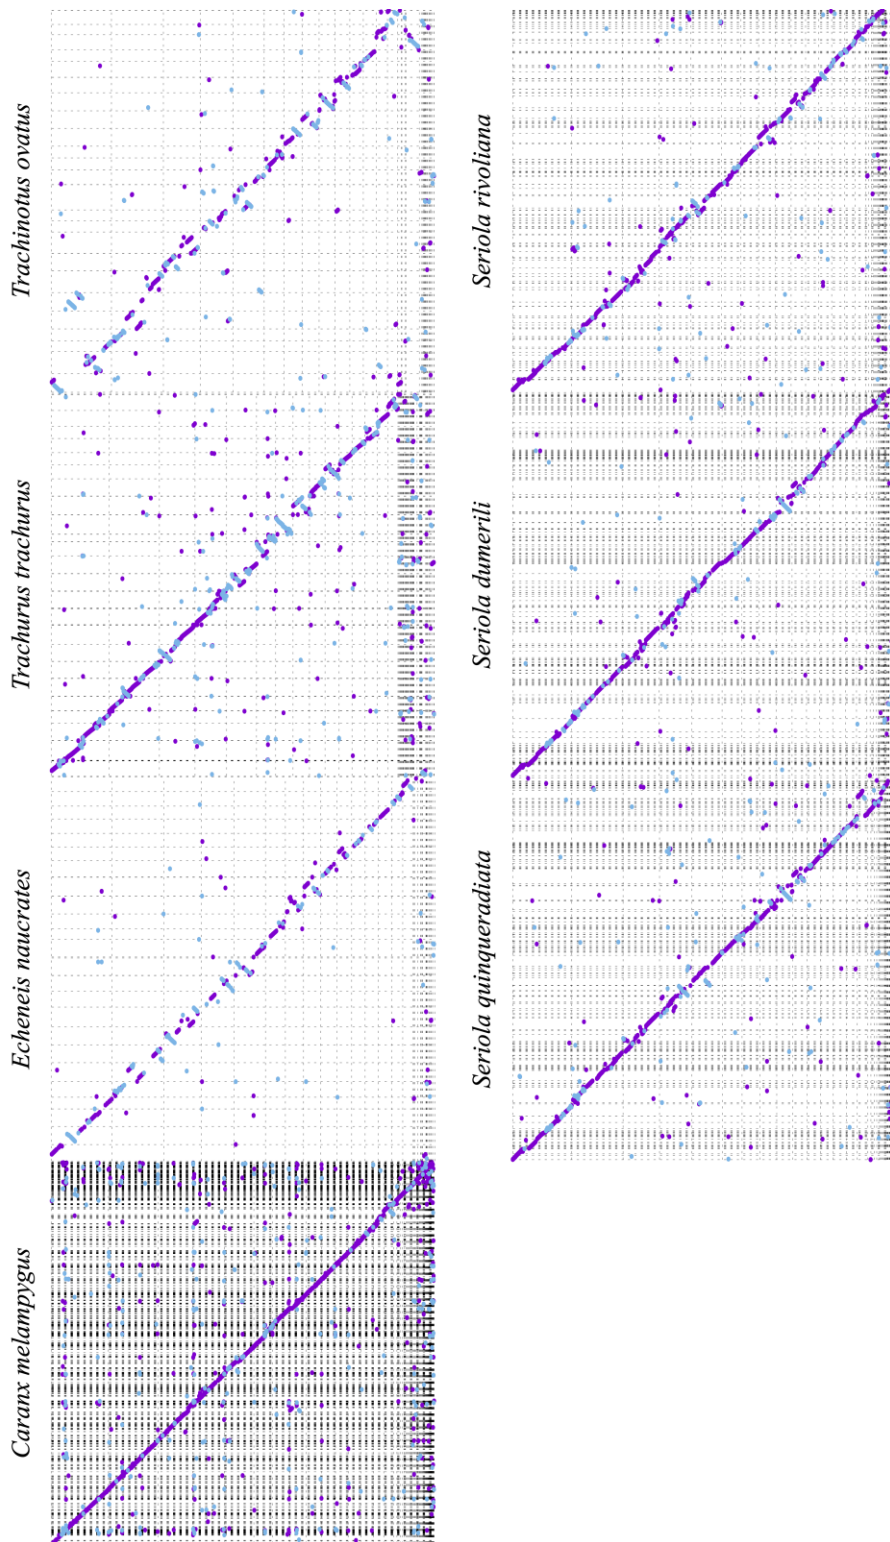 Trachinotus ovatus
Trachurus trachurus
Echeneis naucrates
Caranx melampygus
Seriola rivoliana
Seriola dumerili
Seriola quinqueradiata